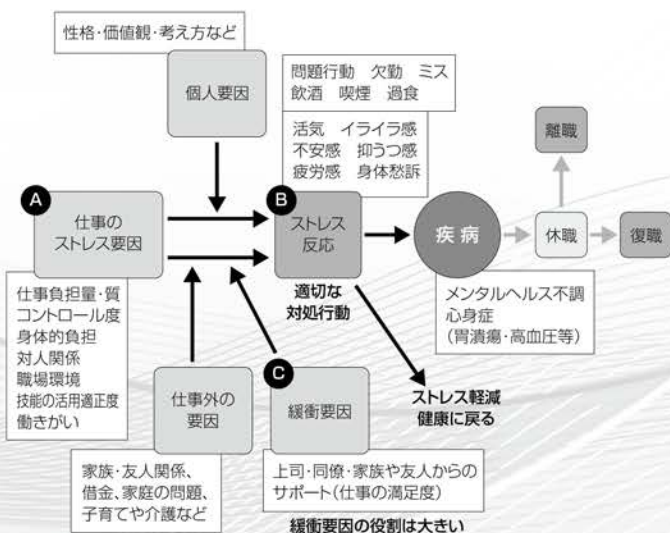 性格・価値観・考え方など
個人要因
問題行動 欠勤 ミス
飲酒 喫煙 過食
活気 イライラ感
不安感 抑うつ感
疲労感 身体愁訴
離職
A
仕事の
ストレス要因
B
ストレス
反応
疾病
休職
復職
適切な
対処行動
仕事負担量・質
コントロール度
身体的負担
対人関係
職場環境
技能の活用適正度
働きがい
メンタルヘルス不調
心身症
(胃潰瘍・高血圧等)
仕事外の
要因
C
緩衝要因
ストレス軽減
健康に戻る
家族・友人関係、
借金、家庭の問題、
子育てや介護など
上司・同僚・家族や友人からの
サポート(仕事の満足度)
緩衝要因の役割は大きい